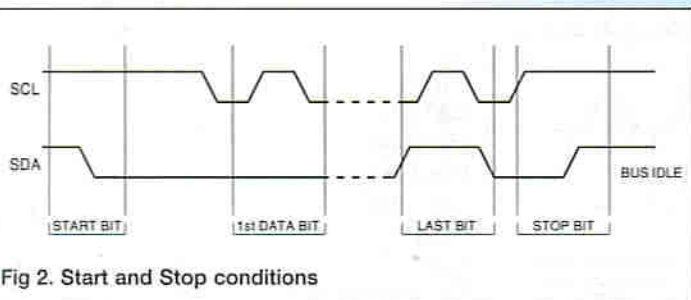 SCL
SDA
BUS IDLE
START BIT
1st DATA BIT
LAST BIT
STOP BIT
Fig 2. Start and Stop conditions